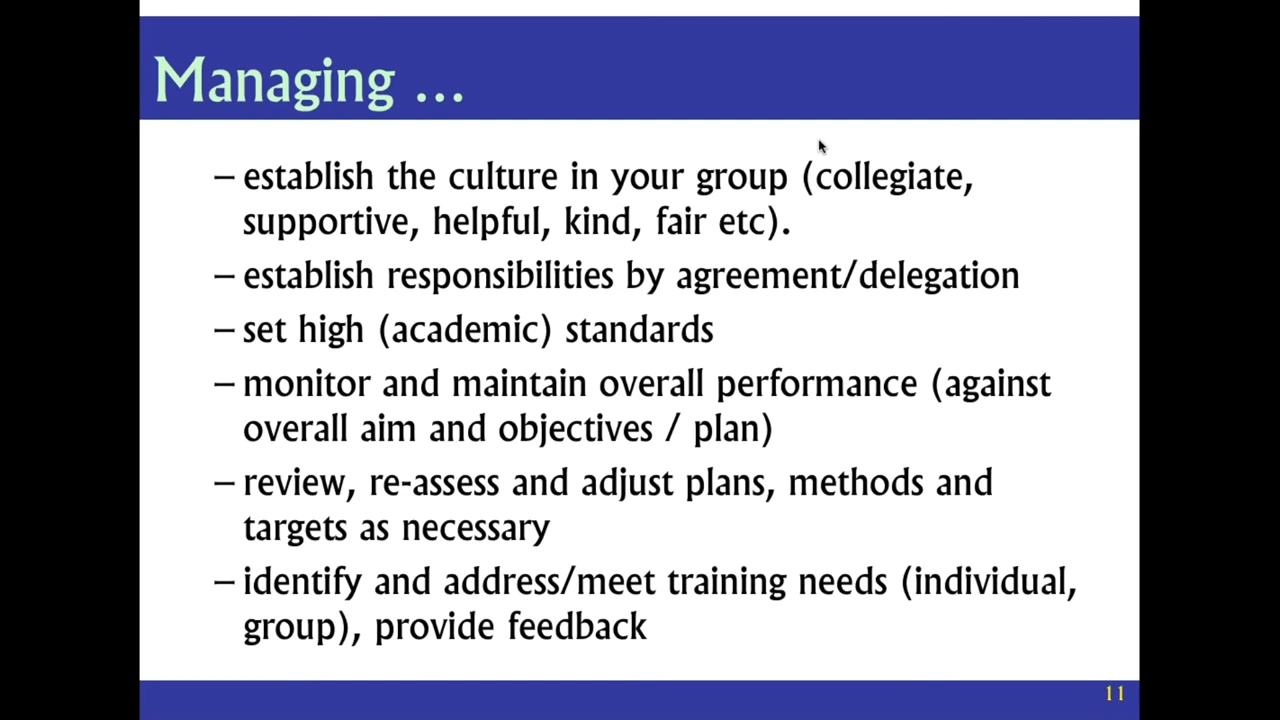 Managing ...
– establish the culture in your group (collegiate,
supportive, helpful, kind, fair etc).
– establish responsibilities by agreement/delegation
– set high (academic) standards
– monitor and maintain overall performance (against
overall aim and objectives / plan)
– review, re-assess and adjust plans, methods and
targets as necessary
– identify and address/meet training needs (individual,
group), provide feedback
11